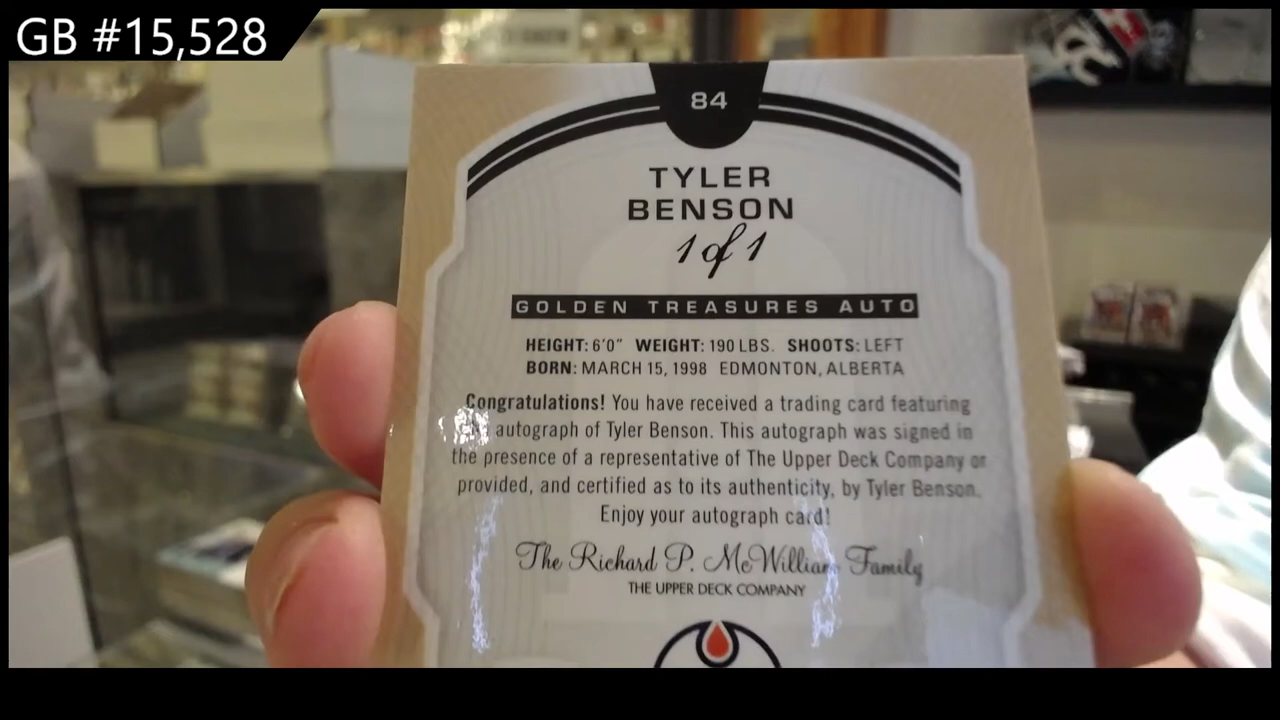 GB #15,528
84
TYLER
BENSON
1 of 1
GOLDEN TREASURES AUTO
HEIGHT: 6'0" WEIGHT: 190 LBS. SHOOTS: LEFT
BORN: MARCH 15, 1998 EDMONTON, ALBERTA
Congratulations! You have received a trading card featuring
autograph of Tyler Benson. This autograph was signed in
the presence of a representative of The Upper Deck Company or
provided, and certified as to its authenticity, by Tyler Benson.
Enjoy your autograph card!
The Richard P. McWilliam Family
THE UPPER DECK COMPANY